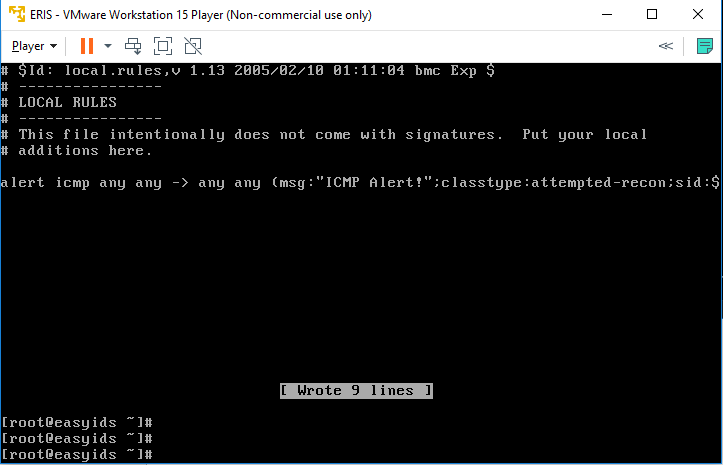 ERIS - VMware Workstation 15 Player (Non-commercial use only)
Player
# $Id: local.rules,v 1.13 2005/02/10 01:11:04 bmc Exp $
# ----------------
# LOCAL RULES
# ----------------
# This file intentionally does not come with signatures.  Put your local
# additions here.
alert icmp any any -> any any (msg:"ICMP Alert!";classtype:attempted-recon;sid:$
[ Wrote 9 lines ]
[root@easyids ~]#
[root@easyids ~]#
[root@easyids ~]#